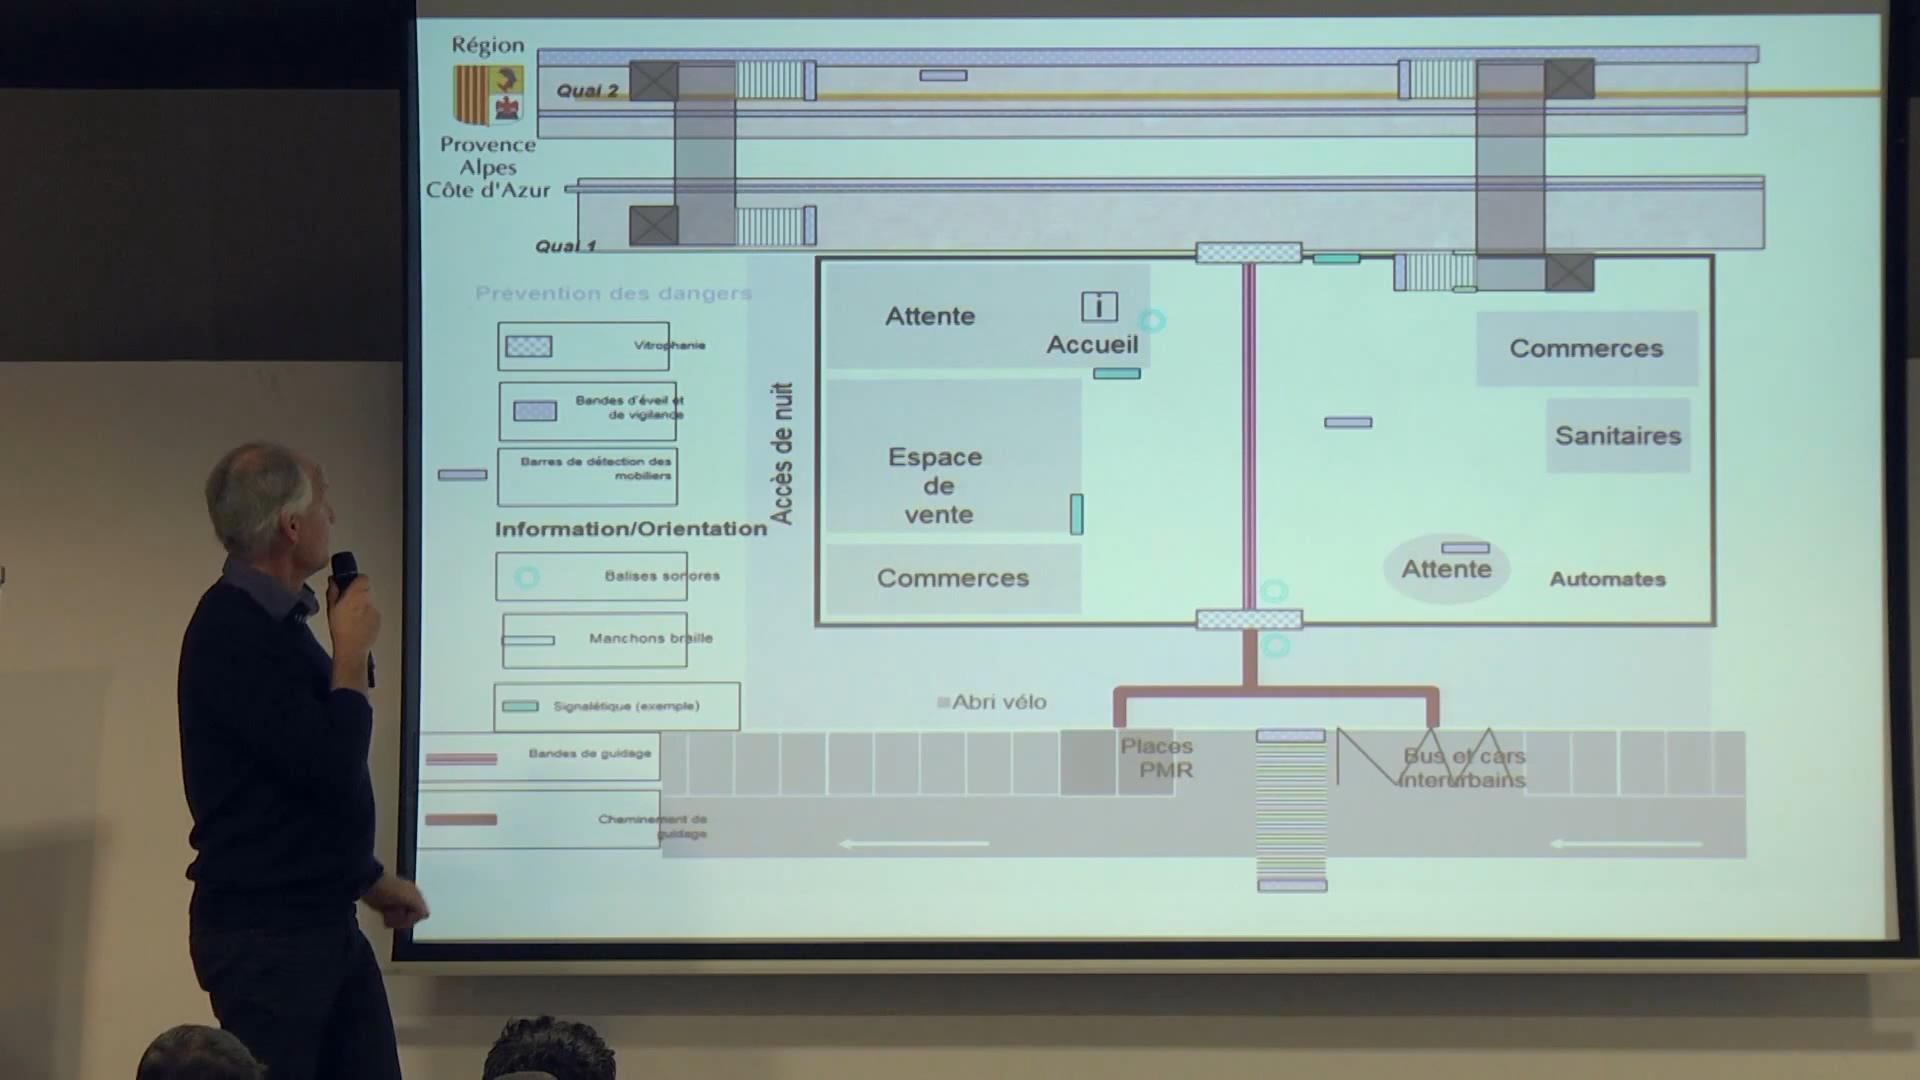 Région
Provence
Alpes
Côte d'Azur
Quai 2
Quai 1
Prévention des dangers
Vitrophanie
Bandes d'éveil et
de vigilance
Barres de détection des
mobiliers
Information/Orientation
Balises sonores
Manchons braille
Signalétique (exemple)
Bandes de guidage
Cheminement de
guidage
Accès de nuit
Attente
i
Accueil
Espace
de
vente
Commerces
Commerces
Sanitaires
Attente
Automates
Abri vélo
Places
PMR
Bus et cars
interurbains